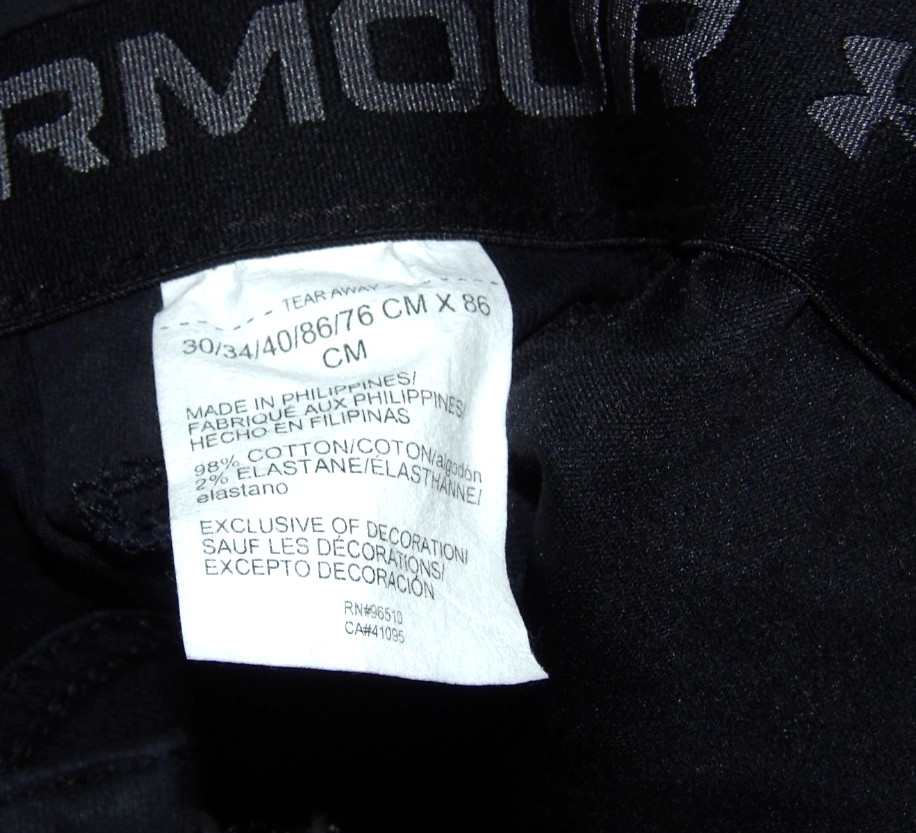 RMOUR
TEAR AWAY
30/34/40/86/76 CM X 86
CM
MADE IN PHILIPPINES/
FABRIQUÉ AUX PHILIPPINES/
HECHO EN FILIPINAS
98% COTTON/COTON/algodón
2% ELASTANE/ÉLASTHANNE/
elastano
EXCLUSIVE OF DECORATION/
SAUF LES DÉCORATIONS/
EXCEPTO DECORACIÓN
RN#96510
CA#41095